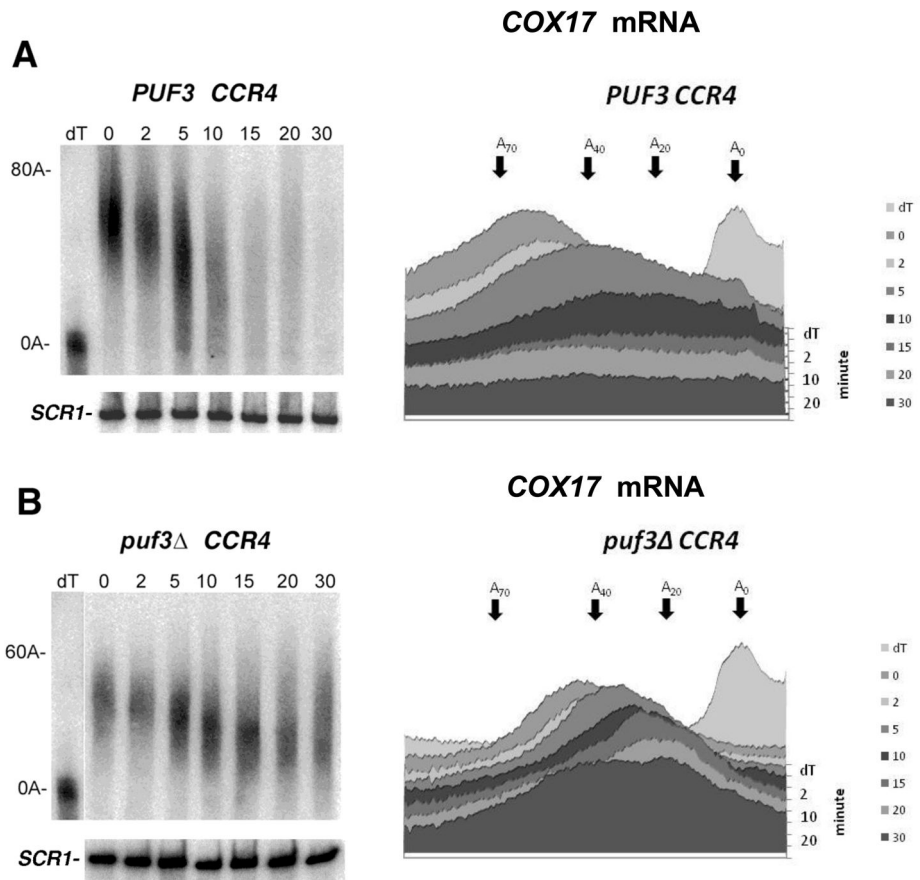 COX17 mRNA
A
PUF3 CCR4
dT 0 2 5 10 15 20 30
80A-
0A-
SCR1-
PUF3 CCR4
A70 A40 A20 A0
dT
0
2
5
10
15
20
30
dT
2
10
20
minute
COX17 mRNA
B
puf3Δ CCR4
dT 0 2 5 10 15 20 30
60A-
0A-
SCR1-
puf3Δ CCR4
A70 A40 A20 A0
dT
0
2
5
10
15
20
30
dT
2
10
20
minute